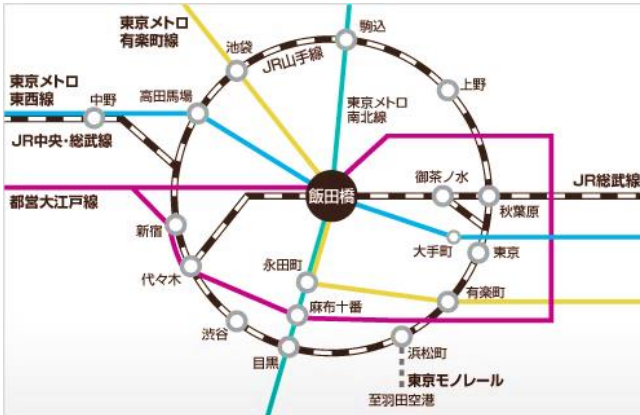 東京メトロ
有楽町線
池袋
JR山手線
駒込
上野
東京メトロ
東西線
中野
高田馬場
東京メトロ
南北線
JR中央・総武線
御茶ノ水
JR総武線
飯田橋
秋葉原
都営大江戸線
新宿
大手町
東京
代々木
永田町
有楽町
麻布十番
渋谷
目黒
浜松町
東京モノレール
至羽田空港